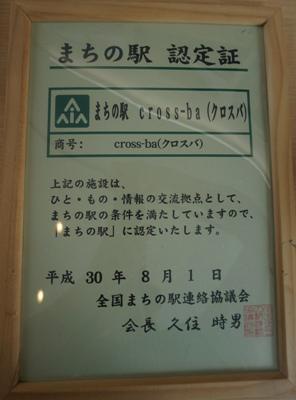 まちの駅 認定証
まちの駅 cross-ba (クロスバ)
商号: cross-ba(クロスバ)
上記の施設は、
ひと・もの・情報の交流拠点として、
まちの駅の条件を満たしていますので、
「まちの駅」に認定いたします。
平成 30 年 8 月 1 日
全国まちの駅連絡協議会
会長 久住 時男